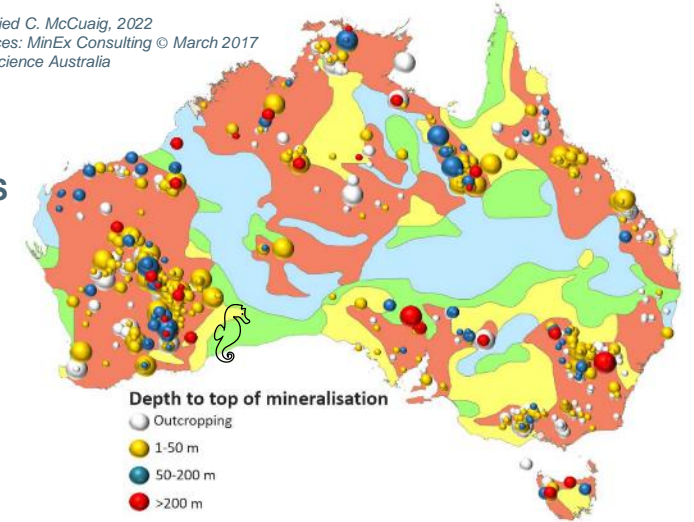 ied C. McCuaig, 2022
ces: MinEx Consulting © March 2017
cience Australia
S
Depth to top of mineralisation
Outcropping
1-50 m
50-200 m
>200 m